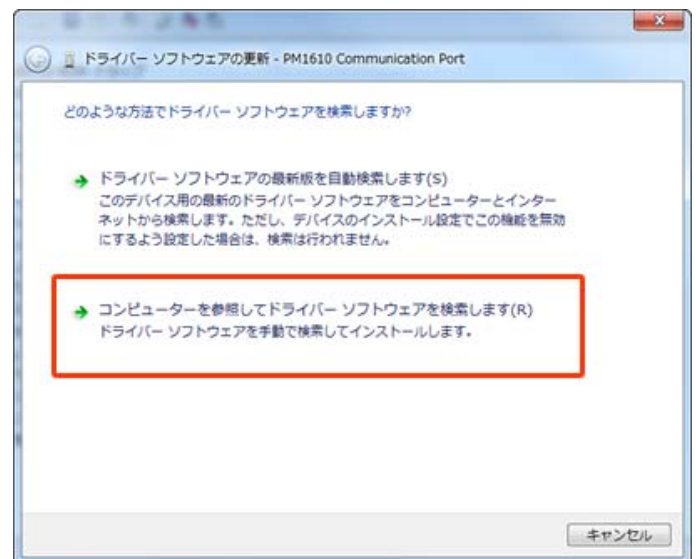 ドライバー ソフトウェアの更新 - PM1610 Communication Port
どのような方法でドライバー ソフトウェアを検索しますか?
ドライバー ソフトウェアの最新版を自動検索します(S)
このデバイス用の最新のドライバー ソフトウェアをコンピューターとインター
ネットから検索します。ただし、デバイスのインストール設定でこの機能を無効
にするよう設定した場合は、検索は行われません。
コンピューターを参照してドライバー ソフトウェアを検索します(R)
ドライバー ソフトウェアを手動で検索してインストールします。
キャンセル